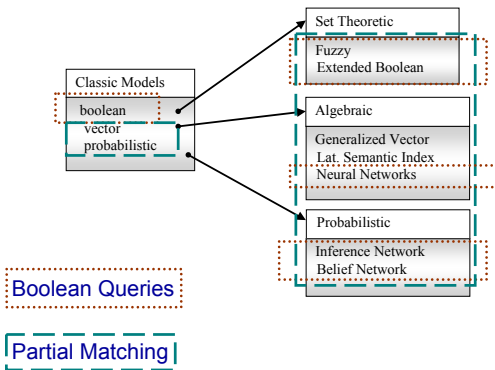 Classic Models
boolean
vector
probabilistic
Set Theoretic
Fuzzy
Extended Boolean
Algebraic
Generalized Vector
Lat. Semantic Index
Neural Networks
Probabilistic
Inference Network
Belief Network
Boolean Queries
Partial Matching